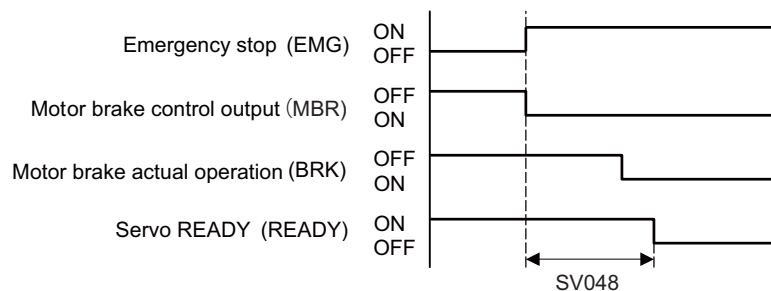 Emergency stop (EMG) ON
OFF
Motor brake control output (MBR) OFF
ON
Motor brake actual operation (BRK) OFF
ON
Servo READY (READY) ON
OFF
SV048